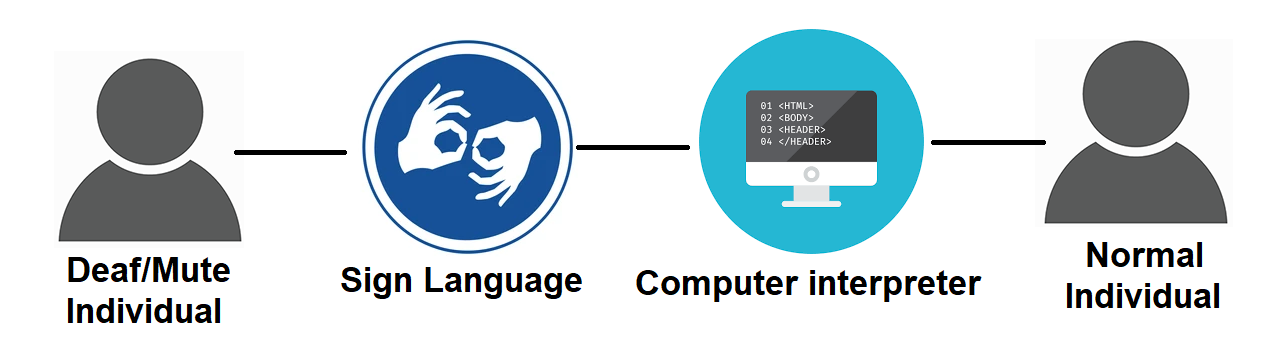 01 <HTML>
02 <BODY>
03 <HEADER>
04 </HEADER>
Deaf/Mute
Individual
Sign Language
Computer interpreter
Normal
Individual